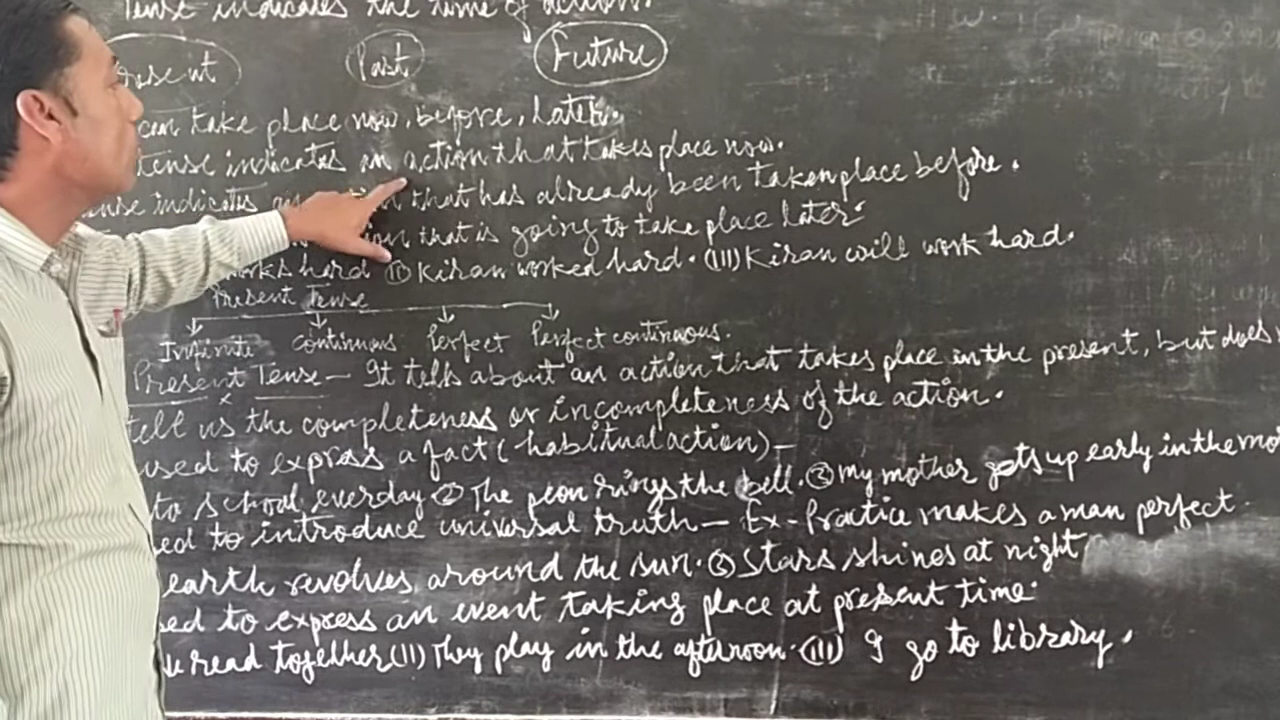 Tense indicates the time of action.
Present Past Future
can take place now, before, later.
tense indicates an action that takes place now.
indicates that has already been taken place before.
that is going to take place later.
works hard (II) Kiran worked hard. (III) Kiran will work hard.
Present Tense
Infinite continuous Perfect Perfect continuous.
Present Tense - It tells about an action that takes place in the present, but does
tell us the completeness or incompleteness of the action.
used to express a fact (habitual action) -
to school everyday ② The peon rings the bell. ③ My mother gets up early in the mo
ed to introduce universal truth - Ex - Practice makes a man perfect.
earth revolves around the sun. ③ Stars shines at night
sed to express an event taking place at present time.
read together (II) They play in the afternoon. (III) I go to library.